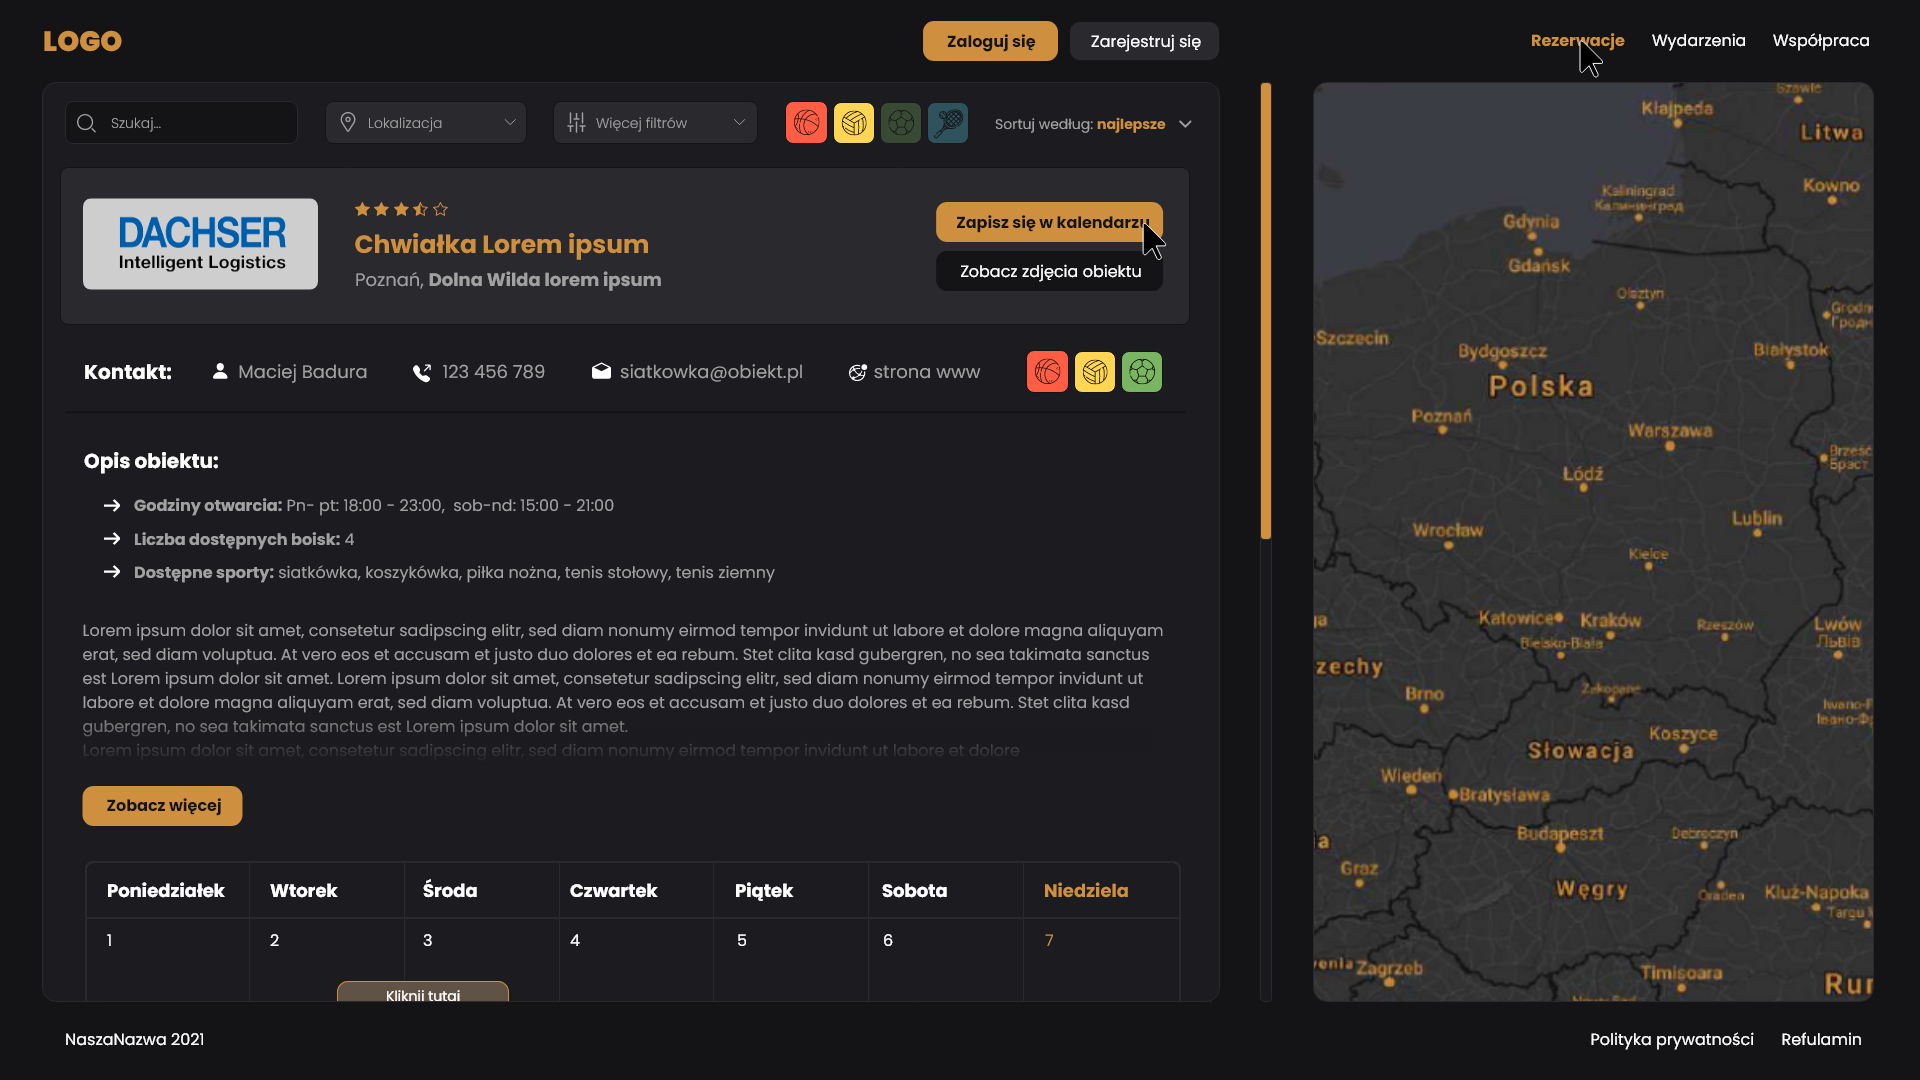 LOGO
Zaloguj się
Zarejestruj się
Rezerwacje
Wydarzenia
Współpraca
Szukaj...
Lokalizacja
Więcej filtrów
Sortuj według: najlepsze
DACHSER
Intelligent Logistics
Chwiałka Lorem ipsum
Poznań, Dolna Wilda lorem ipsum
Zapisz się w kalendarzu
Zobacz zdjęcia obiektu
Kontakt:
Maciej Badura
123 456 789
siatkowka@obiekt.pl
strona www
Opis obiektu:
Godziny otwarcia: Pn- pt: 18:00 - 23:00, sob-nd: 15:00 - 21:00
Liczba dostępnych boisk: 4
Dostępne sporty: siatkówka, koszykówka, piłka nożna, tenis stołowy, tenis ziemny
Lorem ipsum dolor sit amet, consetetur sadipscing elitr, sed diam nonumy eirmod tempor invidunt ut labore et dolore magna aliquyam
erat, sed diam voluptua. At vero eos et accusam et justo duo dolores et ea rebum. Stet clita kasd gubergren, no sea takimata sanctus
est Lorem ipsum dolor sit amet. Lorem ipsum dolor sit amet, consetetur sadipscing elitr, sed diam nonumy eirmod tempor invidunt ut
labore et dolore magna aliquyam erat, sed diam voluptua. At vero eos et accusam et justo duo dolores et ea rebum. Stet clita kasd
gubergren, no sea takimata sanctus est Lorem ipsum dolor sit amet.
Lorem ipsum dolor sit amet, consetetur sadipscing elitr, sed diam nonumy eirmod tempor invidunt ut labore et dolore
Zobacz więcej
Poniedziałek
Wtorek
Środa
Czwartek
Piątek
Sobota
Niedziela
1
2
3
4
5
6
7
Kliknij tutaj
Szawle
Kłajpeda
Litwa
Kowno
Kaliningrad
Калининград
Gdynia
Gdańsk
Olsztyn
Szczecin
Bydgoszcz
Białystok
Polska
Poznań
Warszawa
Łódź
Wrocław
Lublin
Kielce
Katowice
Kraków
Rzeszów
Lwów
Львів
Bielsko-Biała
zechy
Brno
Zakopane
Koszyce
Słowacja
Wiedeń
Bratysława
Budapeszt
Debreczyn
Graz
Węgry
Oradea
Kluż-Napoka
Zagrzeb
Timisoara
NaszaNazwa 2021
Polityka prywatności
Refulamin